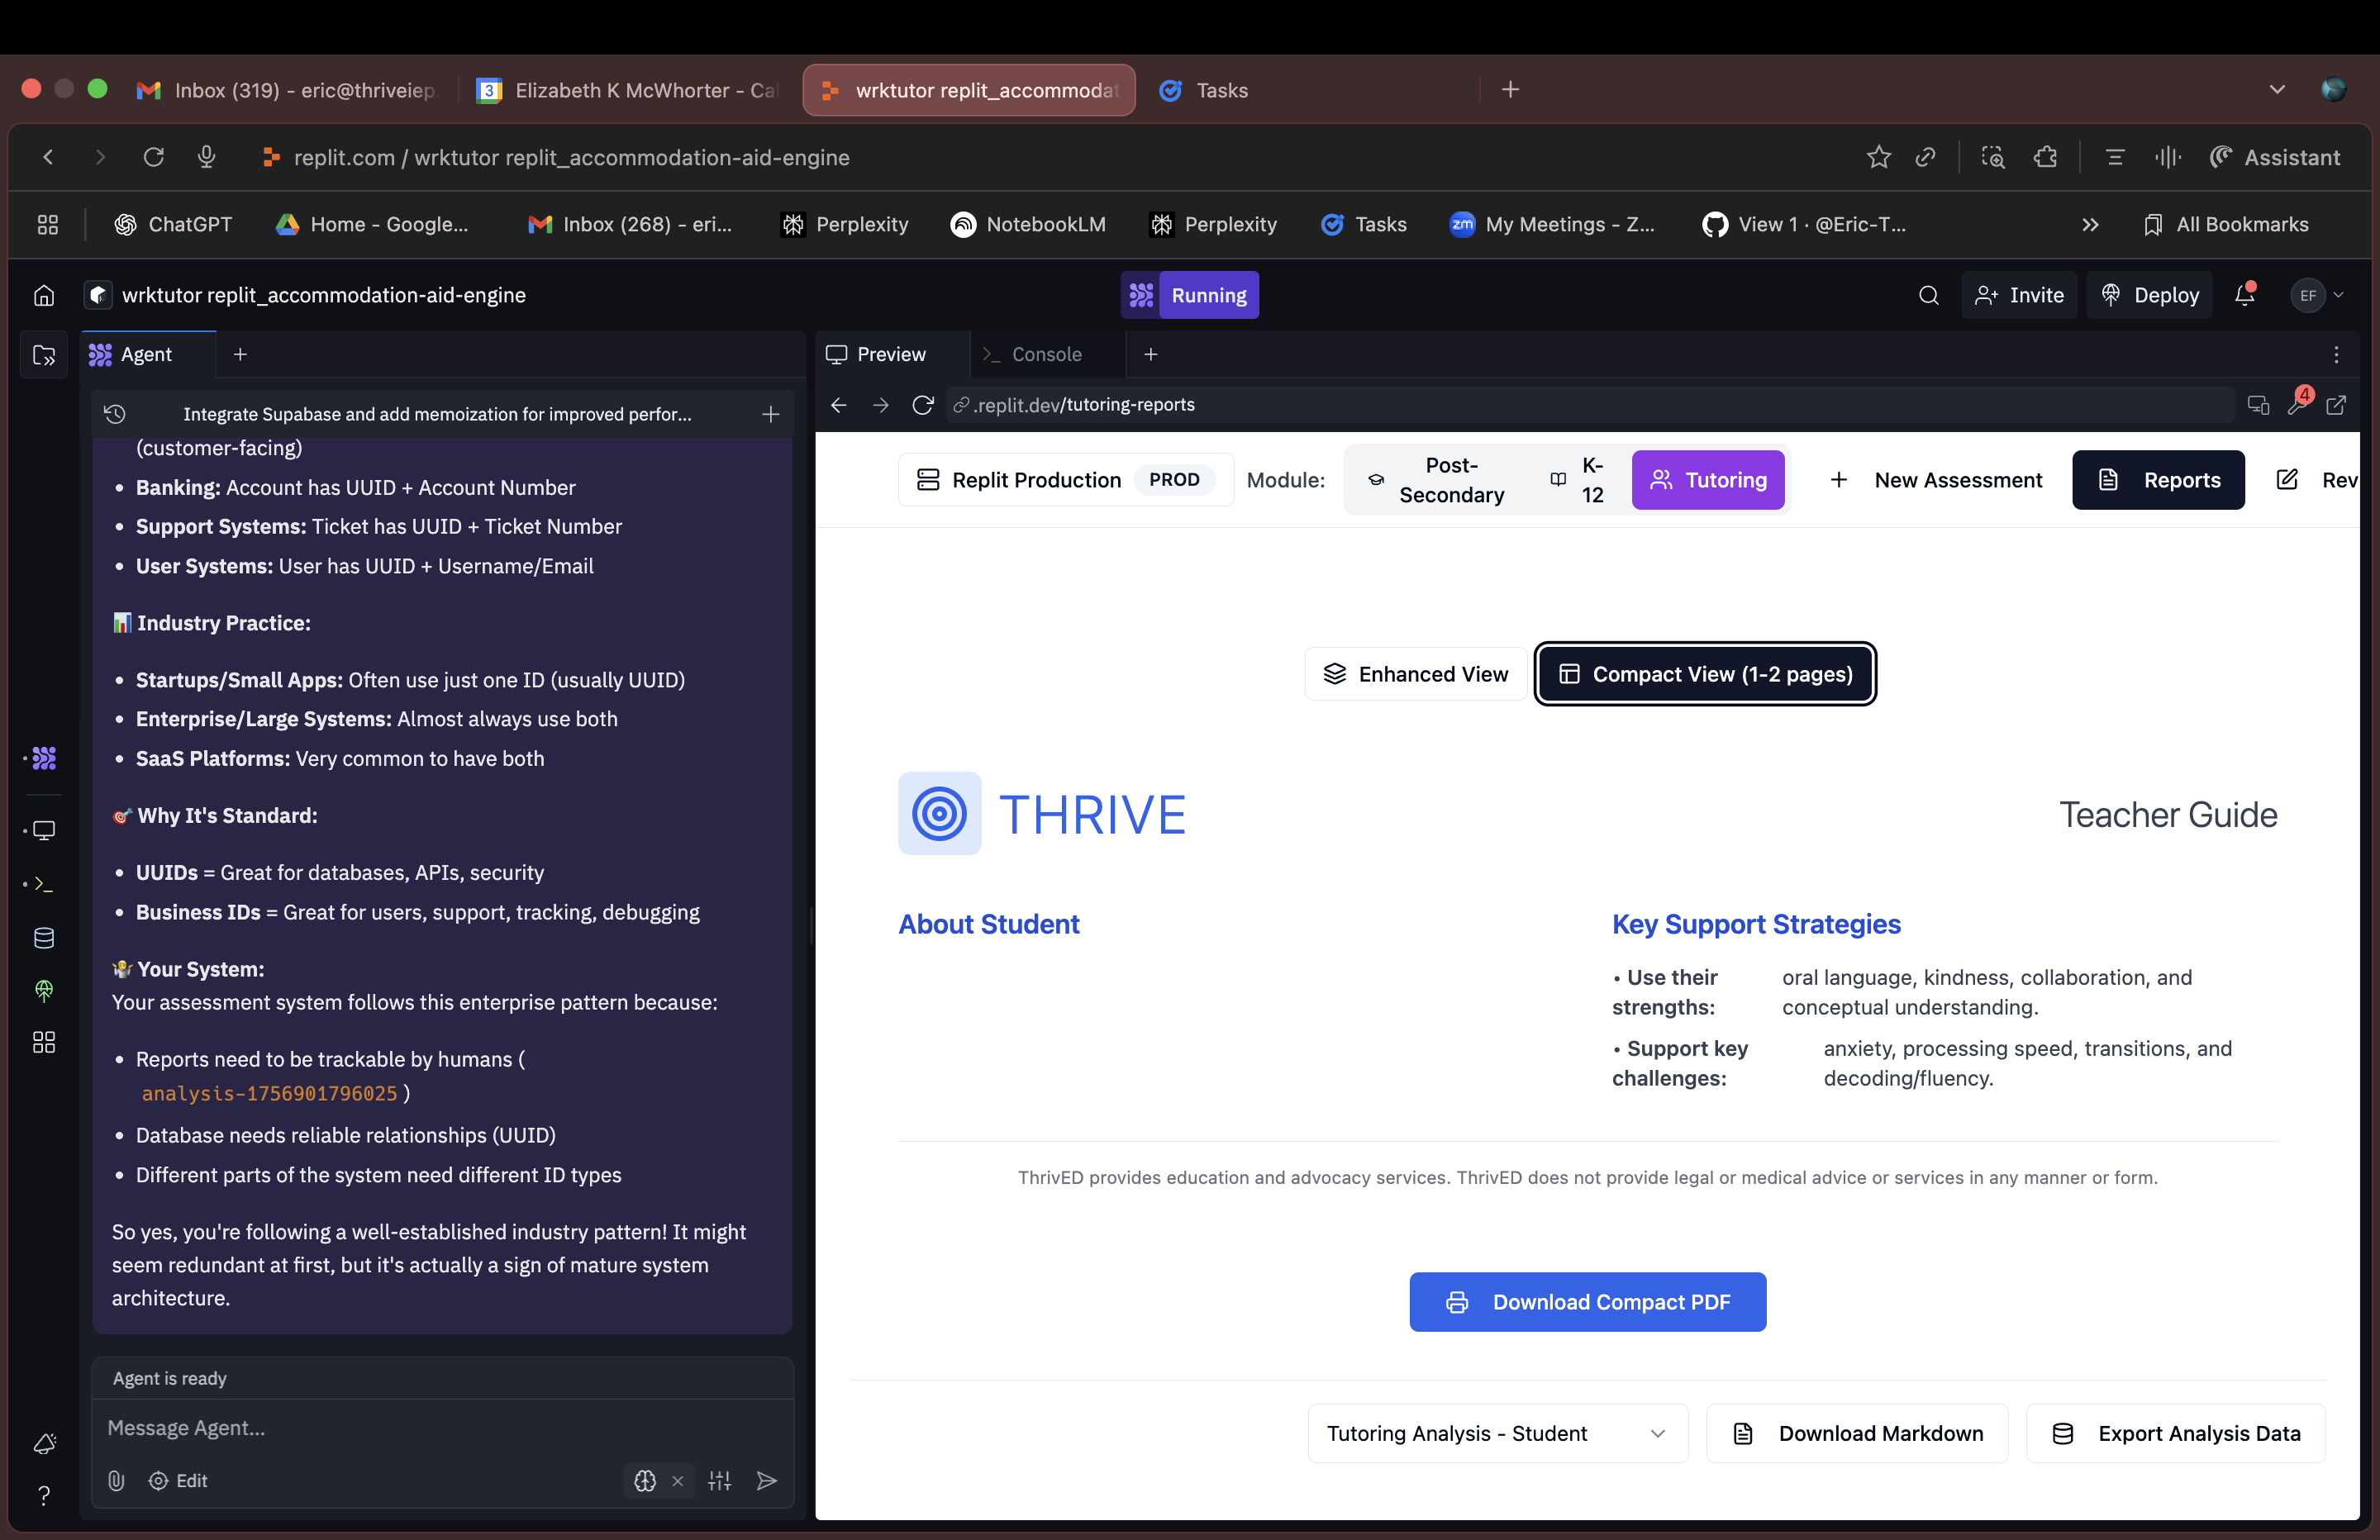 Inbox (319) - eric@thriveiep.
Elizabeth K McWhorter - Cal
wrktutor replit_accommodat
Tasks
replit.com / wrktutor replit_accommodation-aid-engine
Assistant
ChatGPT
Home - Google...
Inbox (268) - eri...
Perplexity
NotebookLM
Perplexity
Tasks
zm My Meetings - Z...
View 1 · @Eric-T...
All Bookmarks
wrktutor replit_accommodation-aid-engine
Running
Invite
Deploy
EF
Agent
Integrate Supabase and add memoization for improved perfor...
(customer-facing)
• Banking: Account has UUID + Account Number
• Support Systems: Ticket has UUID + Ticket Number
• User Systems: User has UUID + Username/Email
📊 Industry Practice:
• Startups/Small Apps: Often use just one ID (usually UUID)
• Enterprise/Large Systems: Almost always use both
• SaaS Platforms: Very common to have both
🎯 Why It's Standard:
• UUIDs = Great for databases, APIs, security
• Business IDs = Great for users, support, tracking, debugging
🤷 Your System:
Your assessment system follows this enterprise pattern because:
• Reports need to be trackable by humans (
analysis-1756901796025 )
• Database needs reliable relationships (UUID)
• Different parts of the system need different ID types
So yes, you're following a well-established industry pattern! It might
seem redundant at first, but it's actually a sign of mature system
architecture.
Agent is ready
Message Agent...
Edit
Preview
Console
.replit.dev/tutoring-reports
4
Replit Production PROD
Module:
Post-
Secondary
K-
12
Tutoring
New Assessment
Reports
Rev
Enhanced View
Compact View (1-2 pages)
THRIVE
Teacher Guide
About Student
Key Support Strategies
• Use their
strengths:
oral language, kindness, collaboration, and
conceptual understanding.
• Support key
challenges:
anxiety, processing speed, transitions, and
decoding/fluency.
ThrivED provides education and advocacy services. ThrivED does not provide legal or medical advice or services in any manner or form.
Download Compact PDF
Tutoring Analysis - Student
Download Markdown
Export Analysis Data